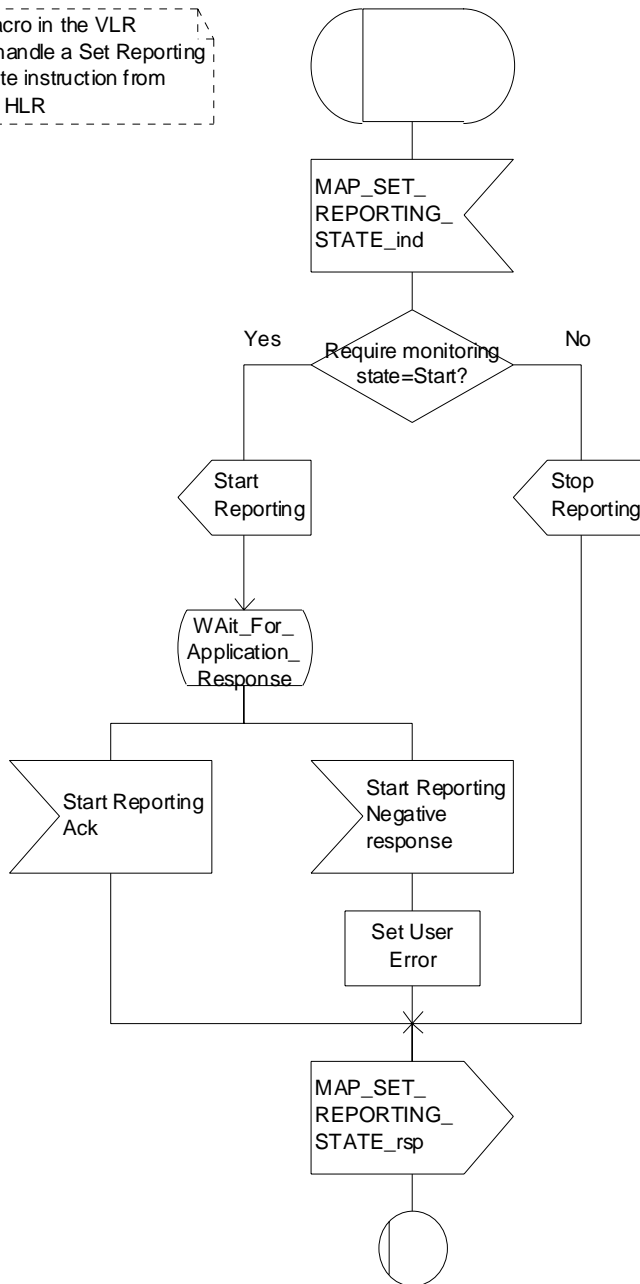 acro in the VLR
handle a Set Reporting
te instruction from
HLR
MAP_SET_
REPORTING_
STATE_ind
Yes
No
Require monitoring
state=Start?
Start
Reporting
Stop
Reporting
WAit_For_
Application_
Response
Start Reporting
Ack
Start Reporting
Negative
response
Set User
Error
MAP_SET_
REPORTING_
STATE_rsp